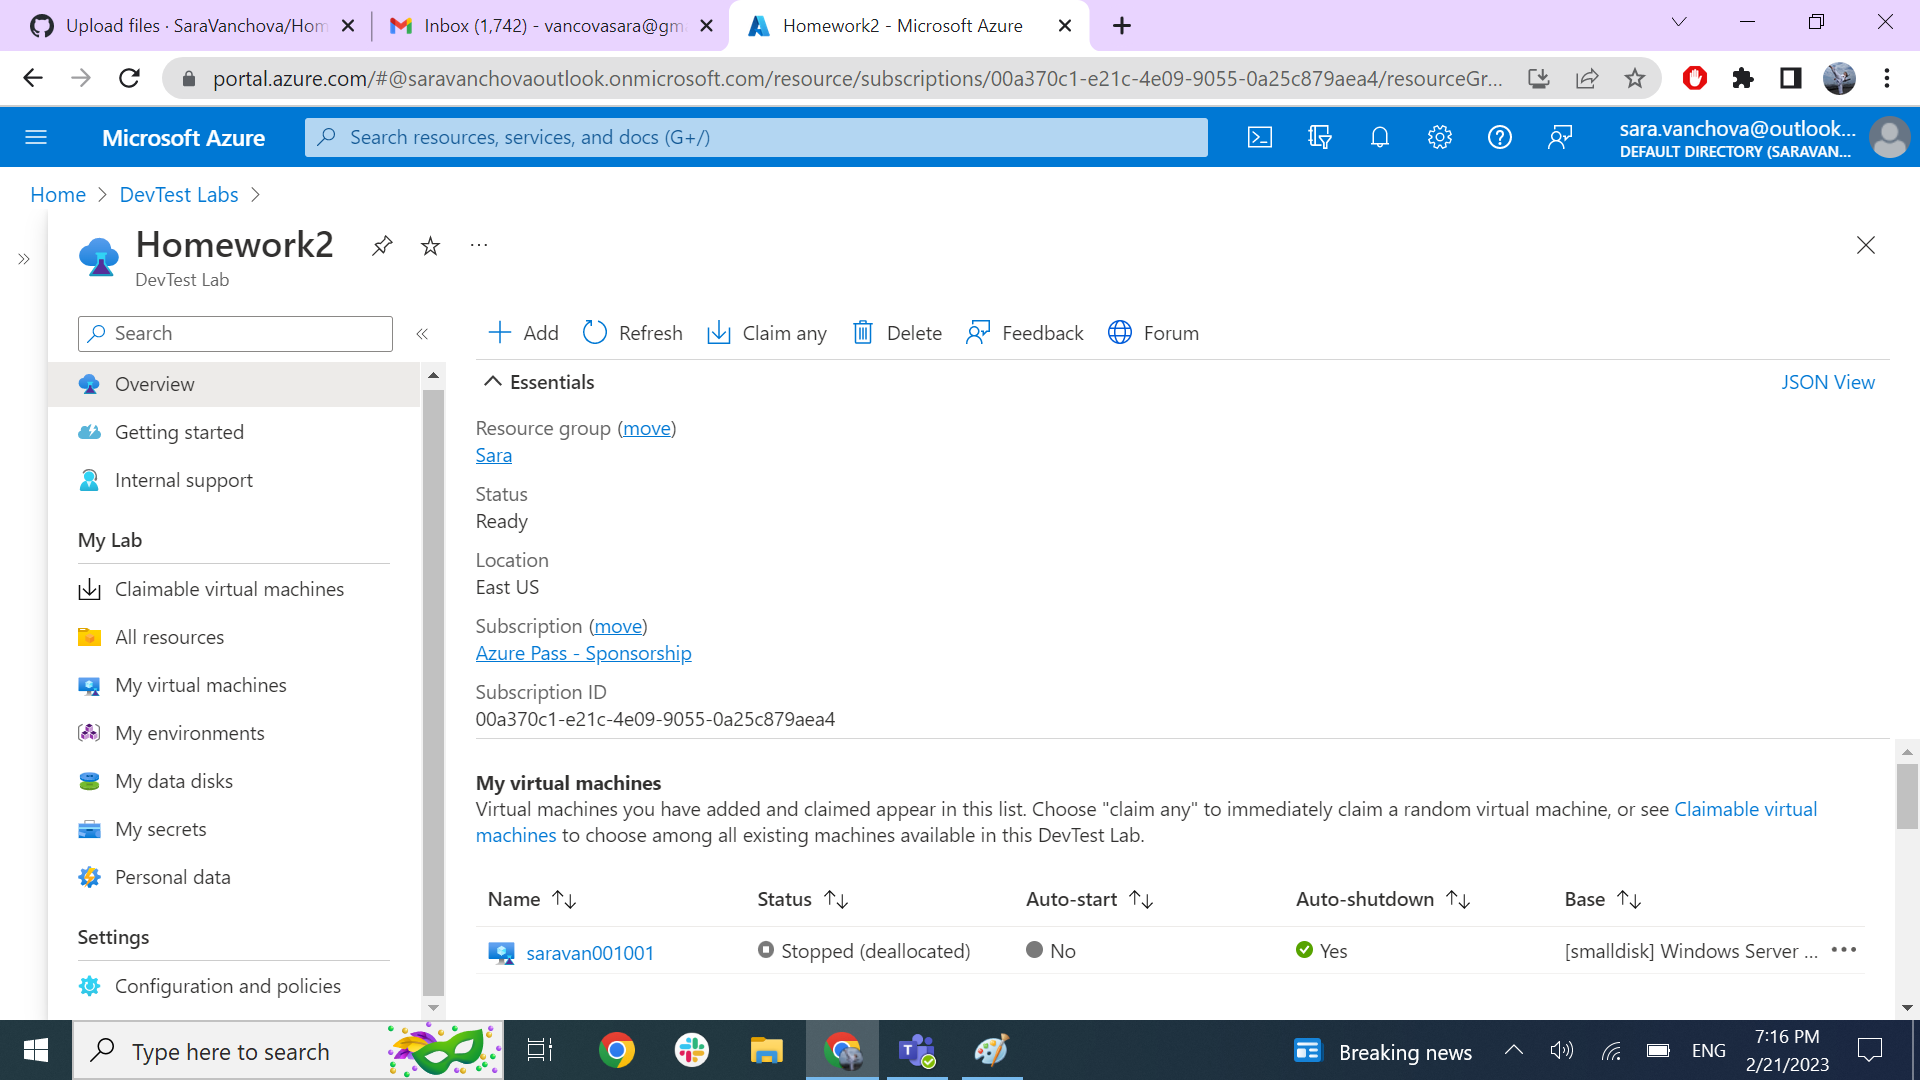 Upload files · SaraVanchova/Hom
Inbox (1,742) - vancovasara@gm
Homework2 - Microsoft Azure
portal.azure.com/#@saravanchovaoutlook.onmicrosoft.com/resource/subscriptions/00a370c1-e21c-4e09-9055-0a25c879aea4/resourceGr...
Microsoft Azure
Search resources, services, and docs (G+/)
sara.vanchova@outlook...
DEFAULT DIRECTORY (SARAVAN...
Home > DevTest Labs >
Homework2
DevTest Lab
Search
Add
Refresh
Claim any
Delete
Feedback
Forum
Overview
Getting started
Internal support
My Lab
Claimable virtual machines
All resources
My virtual machines
My environments
My data disks
My secrets
Personal data
Settings
Configuration and policies
Essentials
JSON View
Resource group (move)
Sara
Status
Ready
Location
East US
Subscription (move)
Azure Pass - Sponsorship
Subscription ID
00a370c1-e21c-4e09-9055-0a25c879aea4
My virtual machines
Virtual machines you have added and claimed appear in this list. Choose "claim any" to immediately claim a random virtual machine, or see Claimable virtual
machines to choose among all existing machines available in this DevTest Lab.
Name Status Auto-start Auto-shutdown Base
saravan001001 Stopped (deallocated) No Yes [smalldisk] Windows Server ...
Type here to search
Breaking news
ENG
7:16 PM
2/21/2023